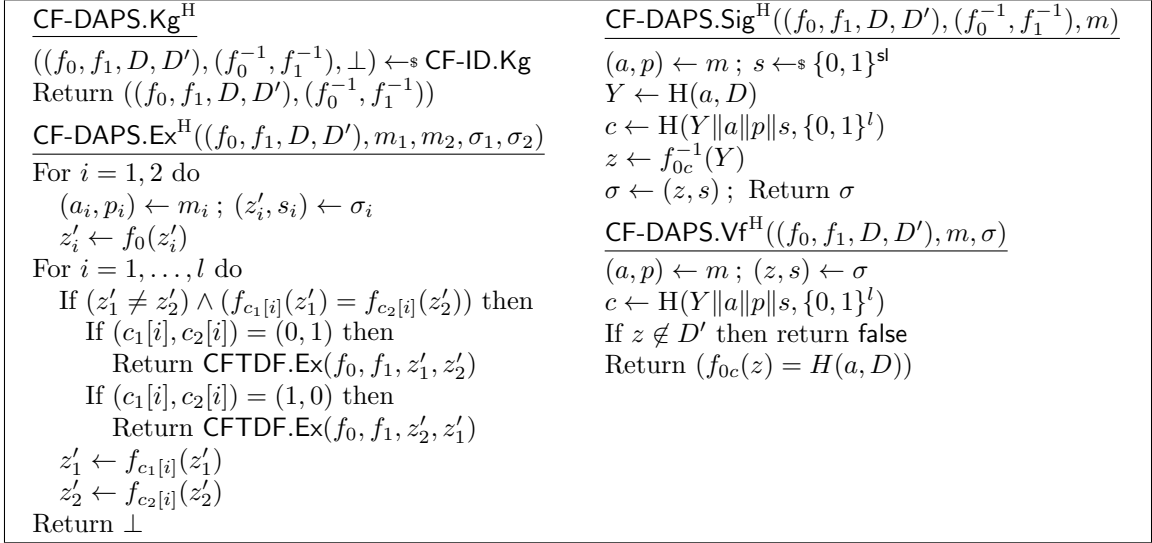 CF-DAPS.Kg^H
((f_0, f_1, D, D′), (f_0^{-1}, f_1^{-1}), ⊥) ←$ CF-ID.Kg
Return ((f_0, f_1, D, D′), (f_0^{-1}, f_1^{-1}))
CF-DAPS.Ex^H((f_0, f_1, D, D′), m_1, m_2, σ_1, σ_2)
For i = 1, 2 do
(a_i, p_i) ← m_i ; (z′_i, s_i) ← σ_i
z′_i ← f_0(z′_i)
For i = 1, . . . , l do
If (z′_1 ≠ z′_2) ∧ (f_{c_1[i]}(z′_1) = f_{c_2[i]}(z′_2)) then
If (c_1[i], c_2[i]) = (0, 1) then
Return CFTDF.Ex(f_0, f_1, z′_1, z′_2)
If (c_1[i], c_2[i]) = (1, 0) then
Return CFTDF.Ex(f_0, f_1, z′_2, z′_1)
z′_1 ← f_{c_1[i]}(z′_1)
z′_2 ← f_{c_2[i]}(z′_2)
Return ⊥
CF-DAPS.Sig^H((f_0, f_1, D, D′), (f_0^{-1}, f_1^{-1}), m)
(a, p) ← m ; s ←$ {0, 1}^{sl}
Y ← H(a, D)
c ← H(Y‖a‖p‖s, {0, 1}^l)
z ← f_{0c}^{-1}(Y)
σ ← (z, s) ; Return σ
CF-DAPS.Vf^H((f_0, f_1, D, D′), m, σ)
(a, p) ← m ; (z, s) ← σ
c ← H(Y‖a‖p‖s, {0, 1}^l)
If z ∉ D′ then return false
Return (f_{0c}(z) = H(a, D))